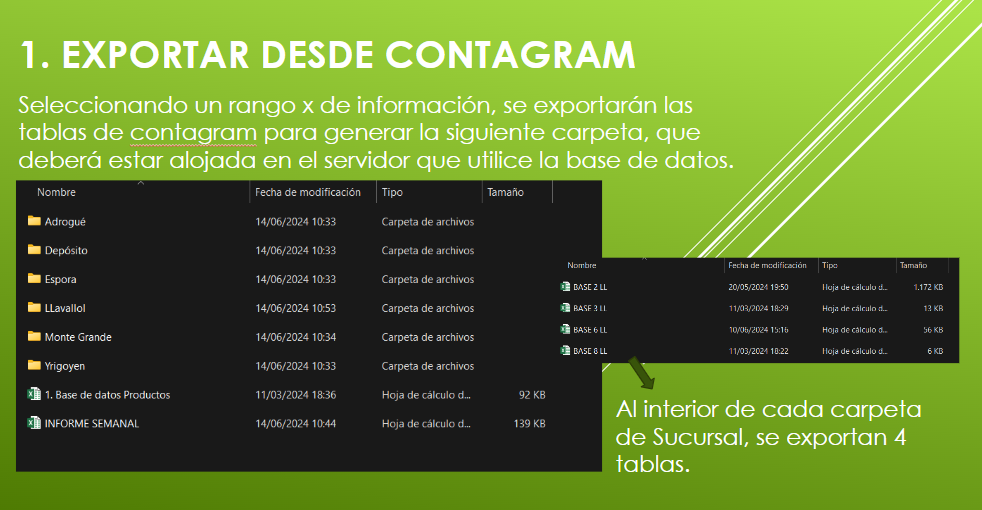 1. EXPORTAR DESDE CONTAGRAM
Seleccionando un rango x de información, se exportarán las
tablas de contagram para generar la siguiente carpeta, que
deberá estar alojada en el servidor que utilice la base de datos.
Nombre Fecha de modificación Tipo Tamaño
Adrogué 14/06/2024 10:33 Carpeta de archivos
Depósito 14/06/2024 10:33 Carpeta de archivos
Espora 14/06/2024 10:33 Carpeta de archivos
LLavallol 14/06/2024 10:53 Carpeta de archivos
Monte Grande 14/06/2024 10:34 Carpeta de archivos
Yrigoyen 14/06/2024 10:33 Carpeta de archivos
1. Base de datos Productos 11/03/2024 18:36 Hoja de cálculo d... 92 KB
INFORME SEMANAL 14/06/2024 10:44 Hoja de cálculo d... 139 KB
Nombre Fecha de modificación Tipo Tamaño
BASE 2 LL 20/05/2024 19:50 Hoja de cálculo d... 1.172 KB
BASE 3 LL 11/03/2024 18:29 Hoja de cálculo d... 13 KB
BASE 6 LL 10/06/2024 15:16 Hoja de cálculo d... 56 KB
BASE 8 LL 11/03/2024 18:22 Hoja de cálculo d... 6 KB
Al interior de cada carpeta
de Sucursal, se exportan 4
tablas.